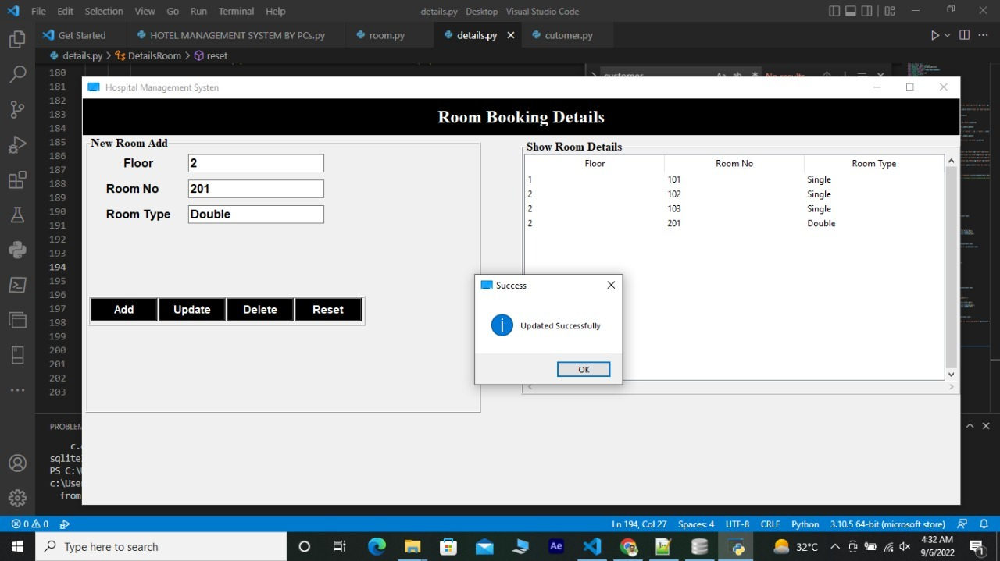 File Edit Selection View Go Run Terminal Help details.py - Desktop - Visual Studio Code
Get Started HOTEL MANAGEMENT SYSTEM BY PCs.py room.py details.py cutomer.py
details.py > DetailsRoom > reset
180
181
182
183
184
185
186
187
188
189
190
191
192
193
194
195
196
197
198
199
200
201
202
203
customer Aa ab No results
Hospital Management Systen
Room Booking Details
New Room Add
Floor 2
Room No 201
Room Type Double
Add Update Delete Reset
Show Room Details
Floor Room No Room Type
1 101 Single
2 102 Single
2 103 Single
2 201 Double
Success
Updated Successfully
OK
PROBLEM
sqlite
PS C:\
c:\Use
from
0 0
Ln 194, Col 27 Spaces: 4 UTF-8 CRLF Python 3.10.5 64-bit (microsoft store)
Type here to search
Ae
32°C
4:32 AM
9/6/2022
1